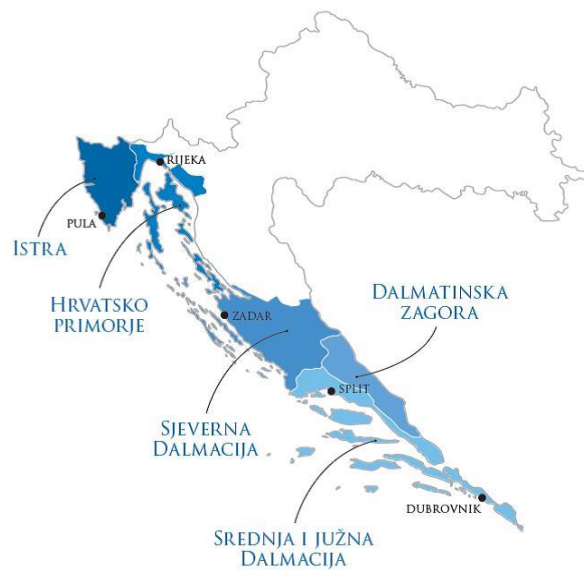 RIJEKA
PULA
ISTRA
HRVATSKO
PRIMORJE
ZADAR
DALMATINSKA
ZAGORA
SPLIT
SJEVERNA
DALMACIJA
DUBROVNIK
SREDNJA I JUŽNA
DALMACIJA